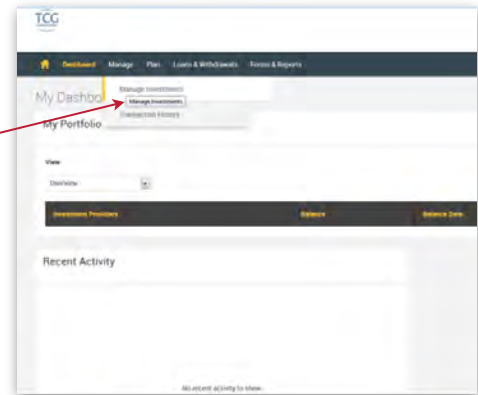 TCG
Dashboard Manage Plan Loans & Withdrawals Forms & Reports
Manage Investments
My Dashbo
Manage Investments
Transaction History
My Portfolio
View
Overview
Investment Providers Balance Balance Date
Recent Activity
No recent activity to show.